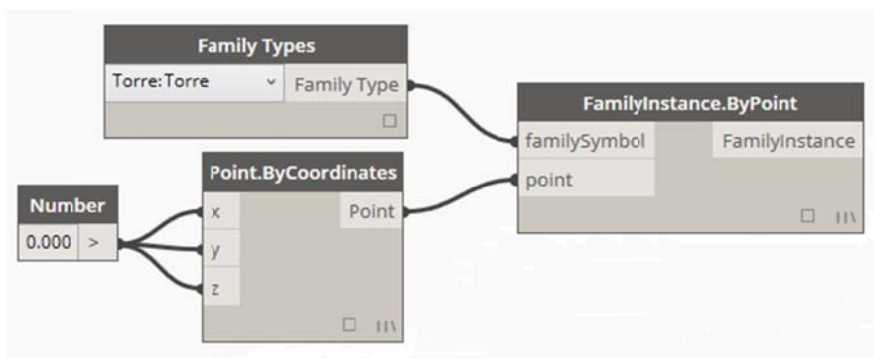 Family Types
Torre:Torre Family Type
FamilyInstance.ByPoint
familySymbol FamilyInstance
point
Point.ByCoordinates
x Point
y
z
Number
0.000 >